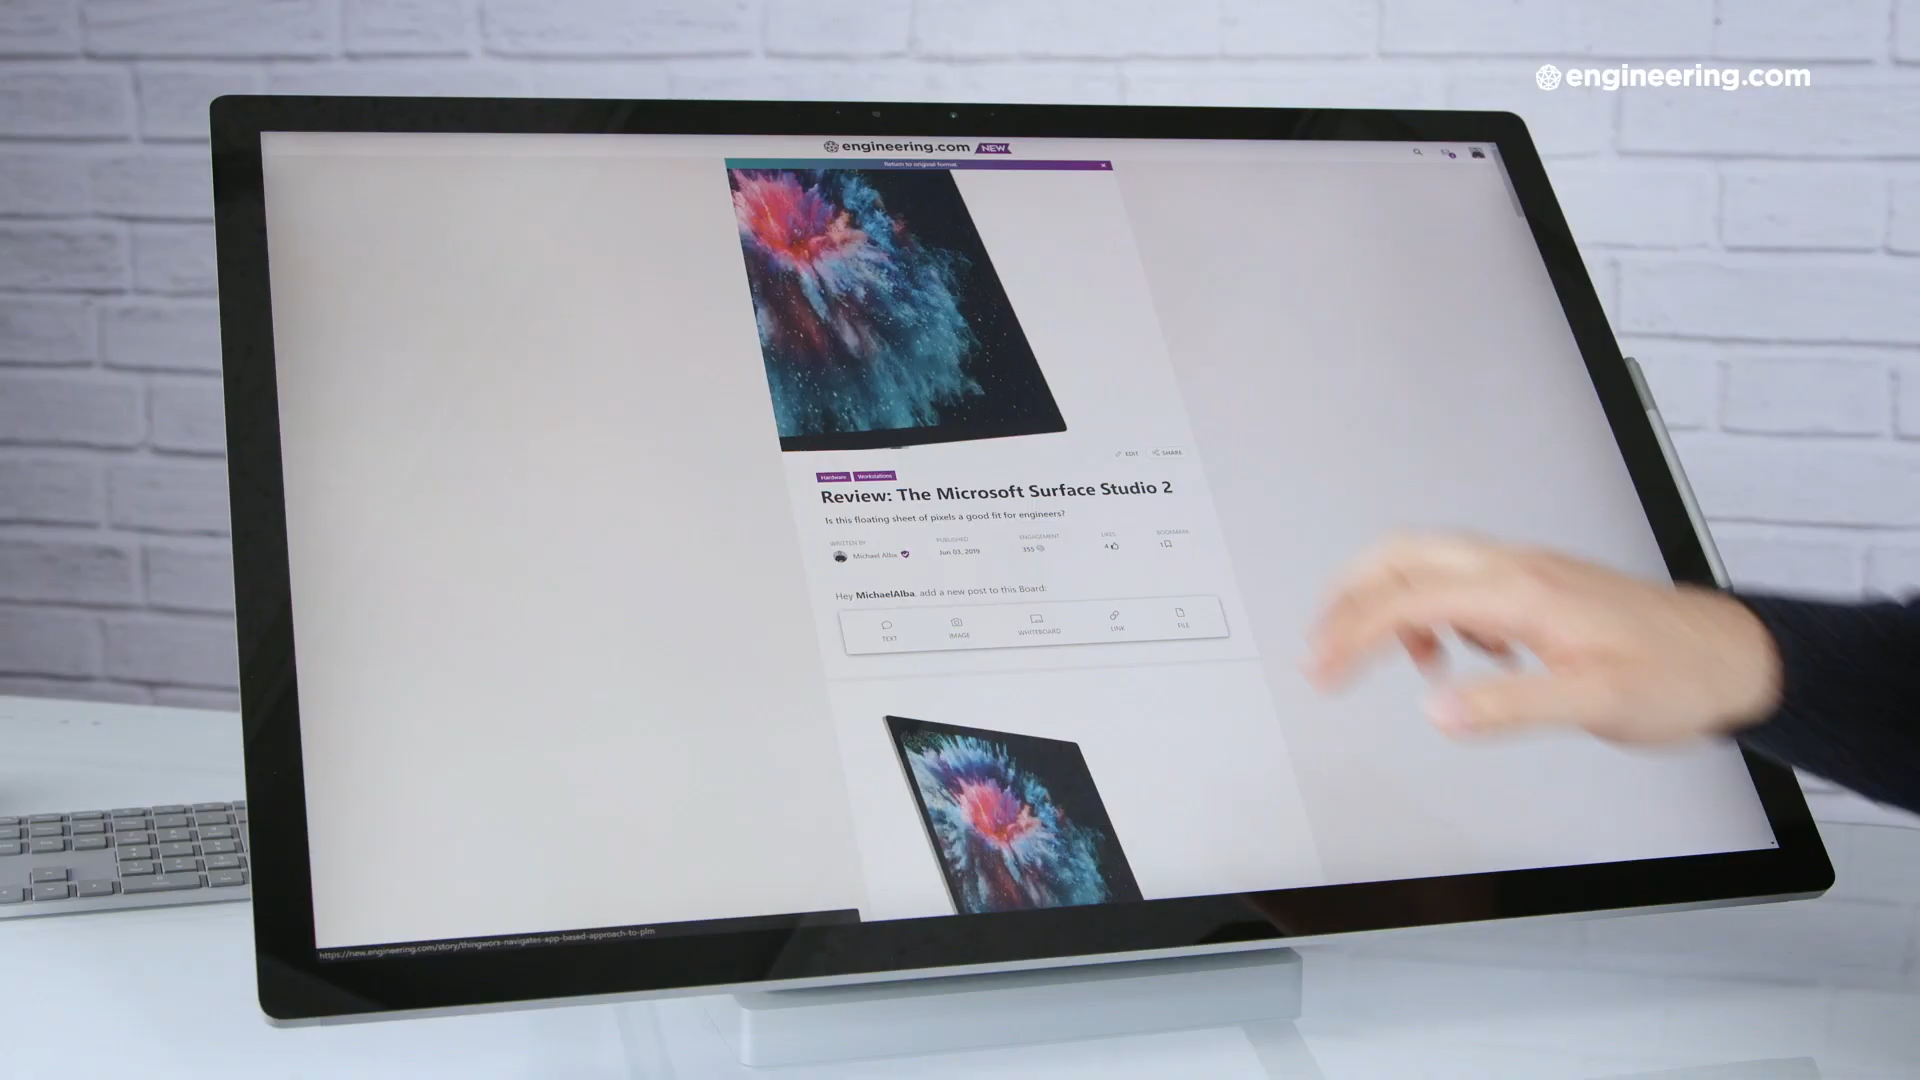 engineering.com
engineering.com NEW
Return to original format
EDIT SHARE
Hardware Workstations
Review: The Microsoft Surface Studio 2
Is this floating sheet of pixels a good fit for engineers?
WRITTEN BY PUBLISHED ENGAGEMENT LIKES BOOKMARK
Michael Alba Jun 03, 2019 355 4 1
Hey MichaelAlba, add a new post to this Board:
TEXT IMAGE WHITEBOARD LINK FILE
https://new.engineering.com/story/thingworx-navigates-app-based-approach-to-plm